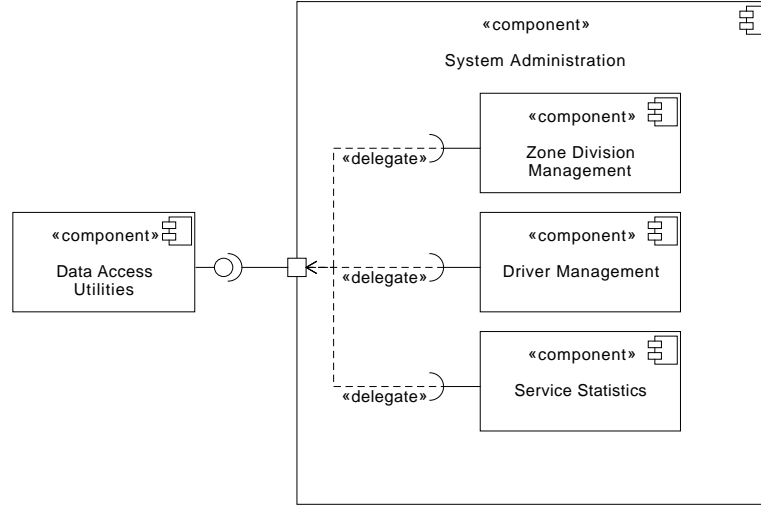 «component»
System Administration
«component»
Zone Division
Management
«delegate»
«component»
Data Access
Utilities
«component»
Driver Management
«delegate»
«component»
Service Statistics
«delegate»